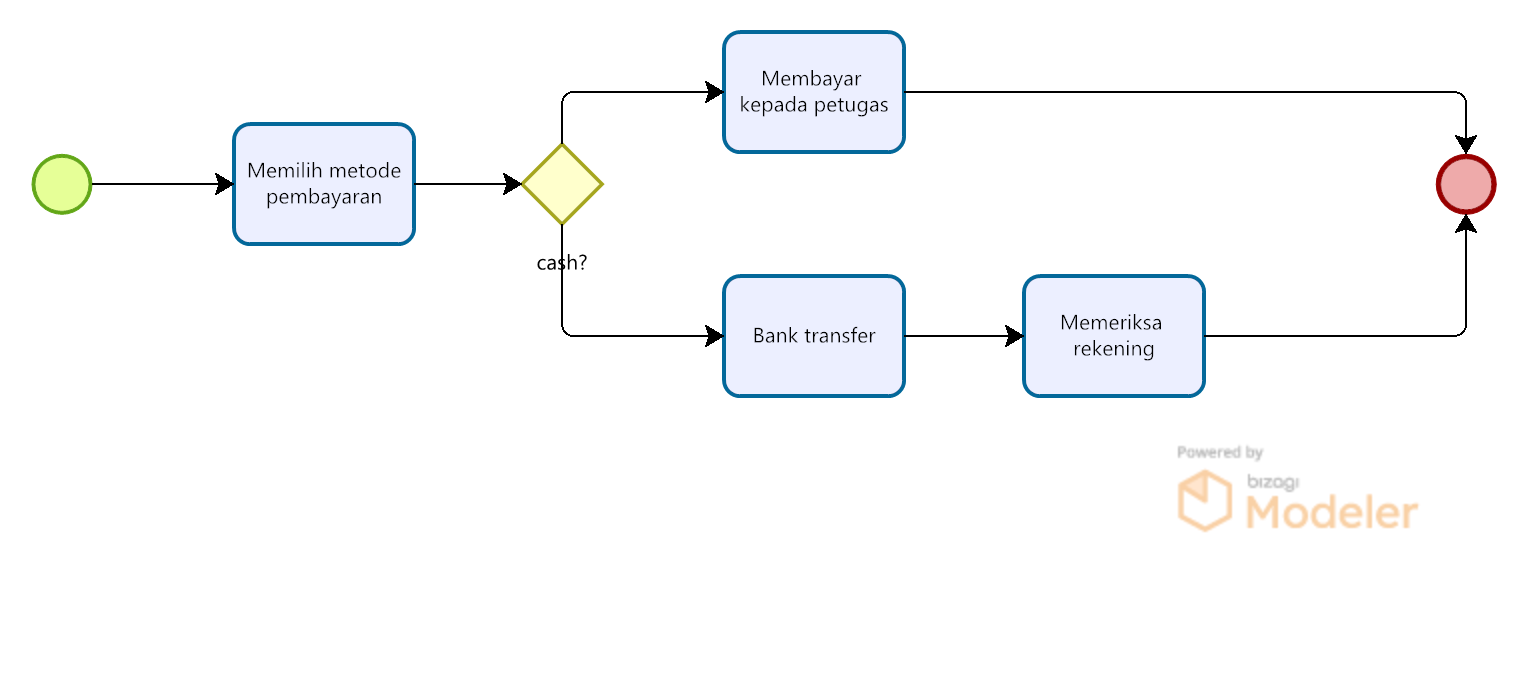 Memilih metode
pembayaran
cash?
Membayar
kepada petugas
Bank transfer
Memeriksa
rekening
Powered by
bizagi
Modeler